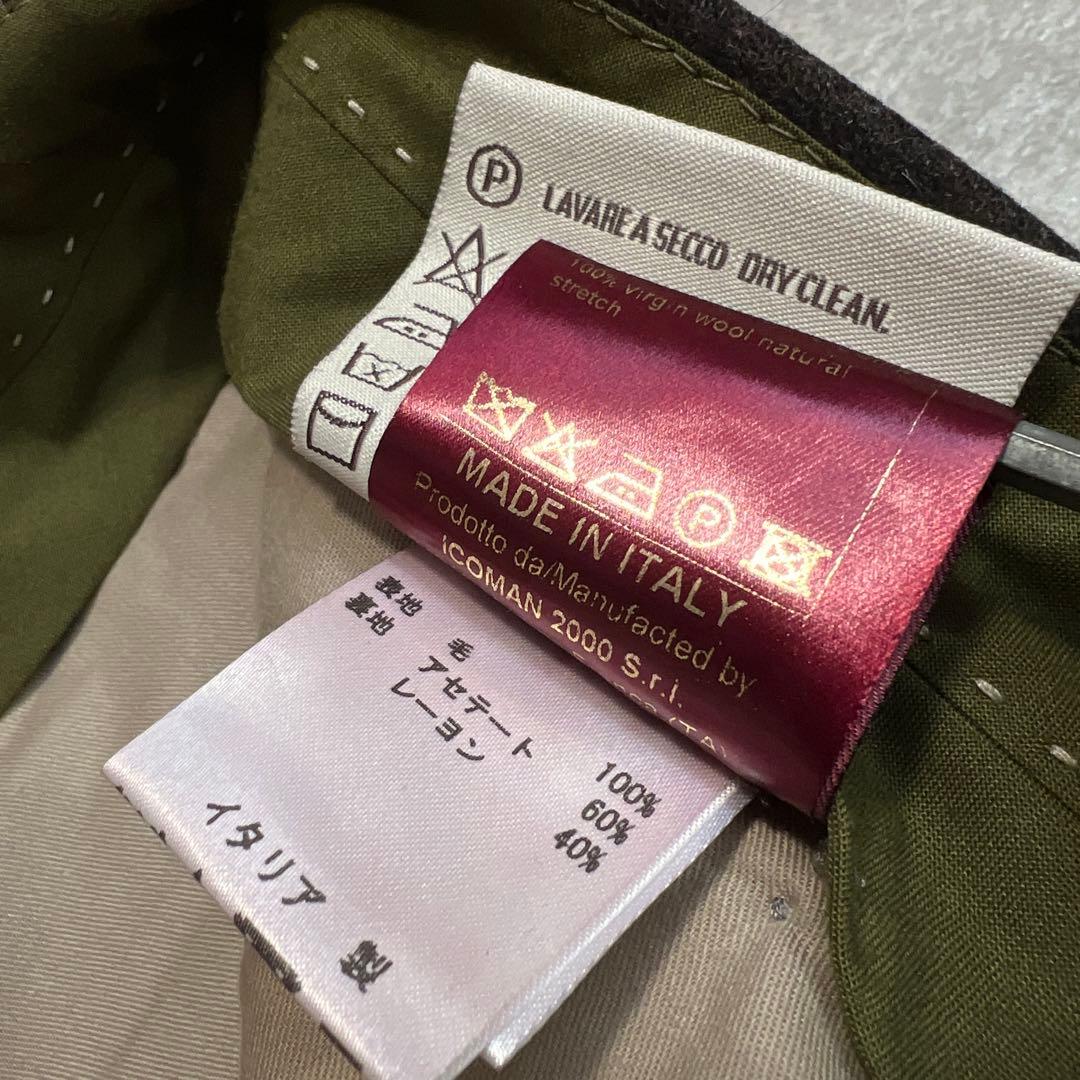 P
LAVARE A SECCO DRY CLEAN.
100% virgin wool natural
stretch
P
MADE IN ITALY
Prodotto da/Manufacted by
ICOMAN 2000 S.r.l.
(TA)
表地 毛 100%
裏地 アセテート 60%
レーヨン 40%
イタリア 製